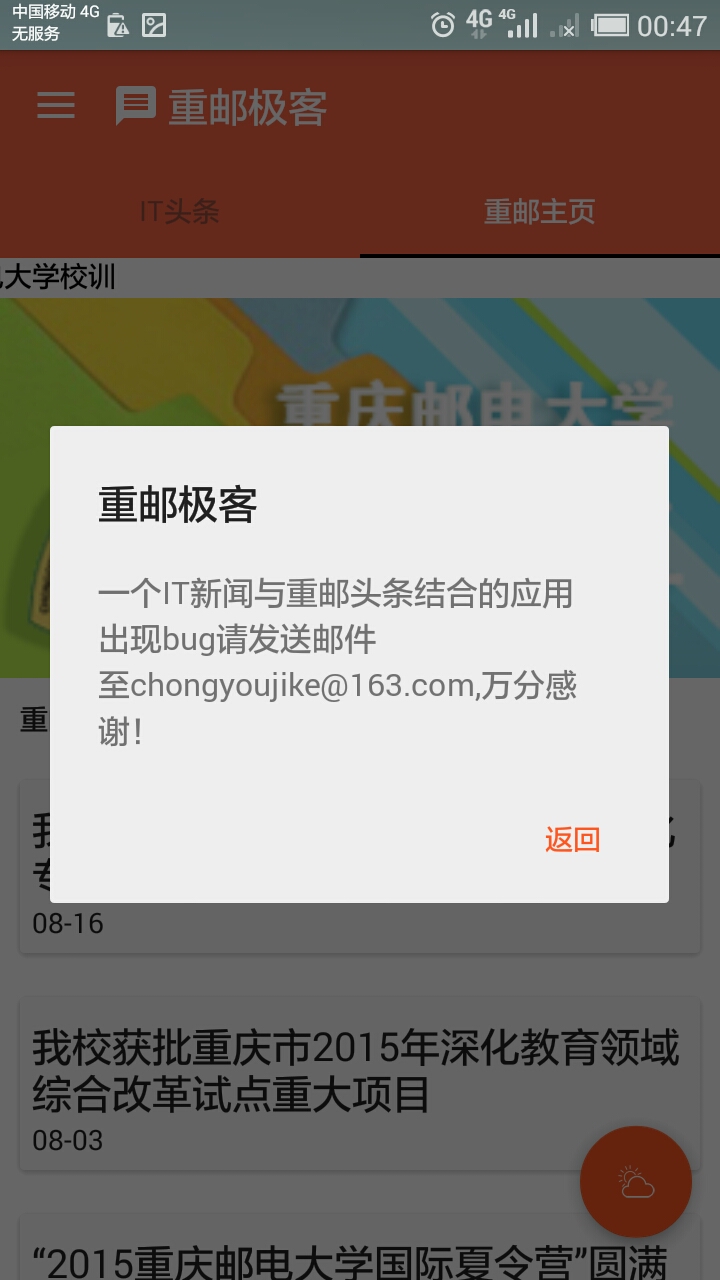 中国移动 4G
无服务
4G
4G
00:47
重邮极客
IT头条
重邮主页
大学校训
重庆邮电大学
重邮极客
一个IT新闻与重邮头条结合的应用
出现bug请发送邮件
至chongyoujike@163.com,万分感
谢!
返回
重
我
专
08-16
我校获批重庆市2015年深化教育领域
综合改革试点重大项目
08-03
“2015重庆邮电大学国际夏令营”圆满